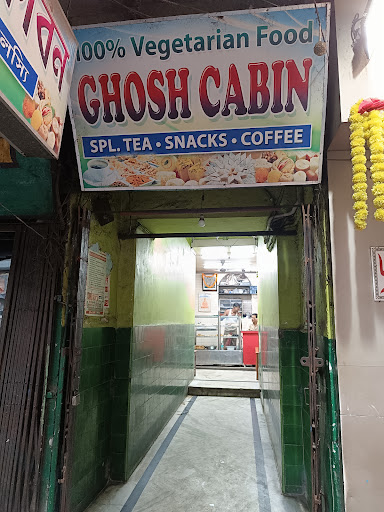 100% Vegetarian Food
GHOSH CABIN
SPL. TEA • SNACKS • COFFEE